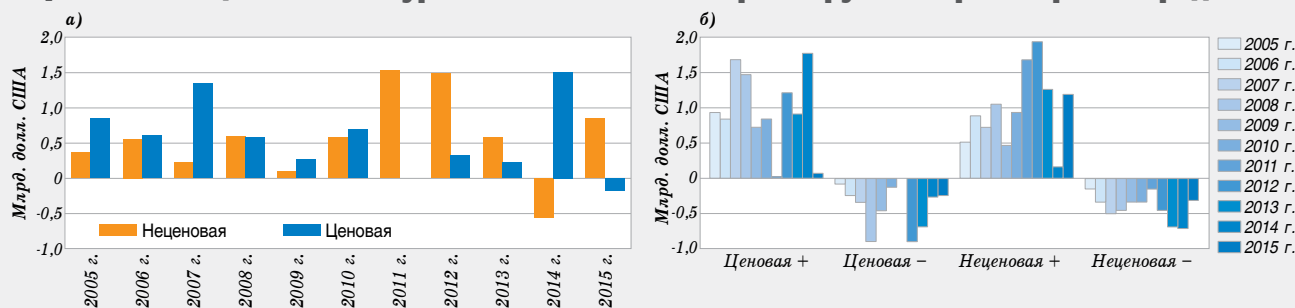 а)
Млрд. долл. США
2,0
1,5
1,0
0,5
0
-0,5
-1,0
Неценовая
Ценовая
2005 г.
2006 г.
2007 г.
2008 г.
2009 г.
2010 г.
2011 г.
2012 г.
2013 г.
2014 г.
2015 г.
б)
Млрд. долл. США
2,0
1,5
1,0
0,5
0
-0,5
-1,0
Ценовая +
Ценовая –
Неценовая +
Неценовая –
2005 г.
2006 г.
2007 г.
2008 г.
2009 г.
2010 г.
2011 г.
2012 г.
2013 г.
2014 г.
2015 г.